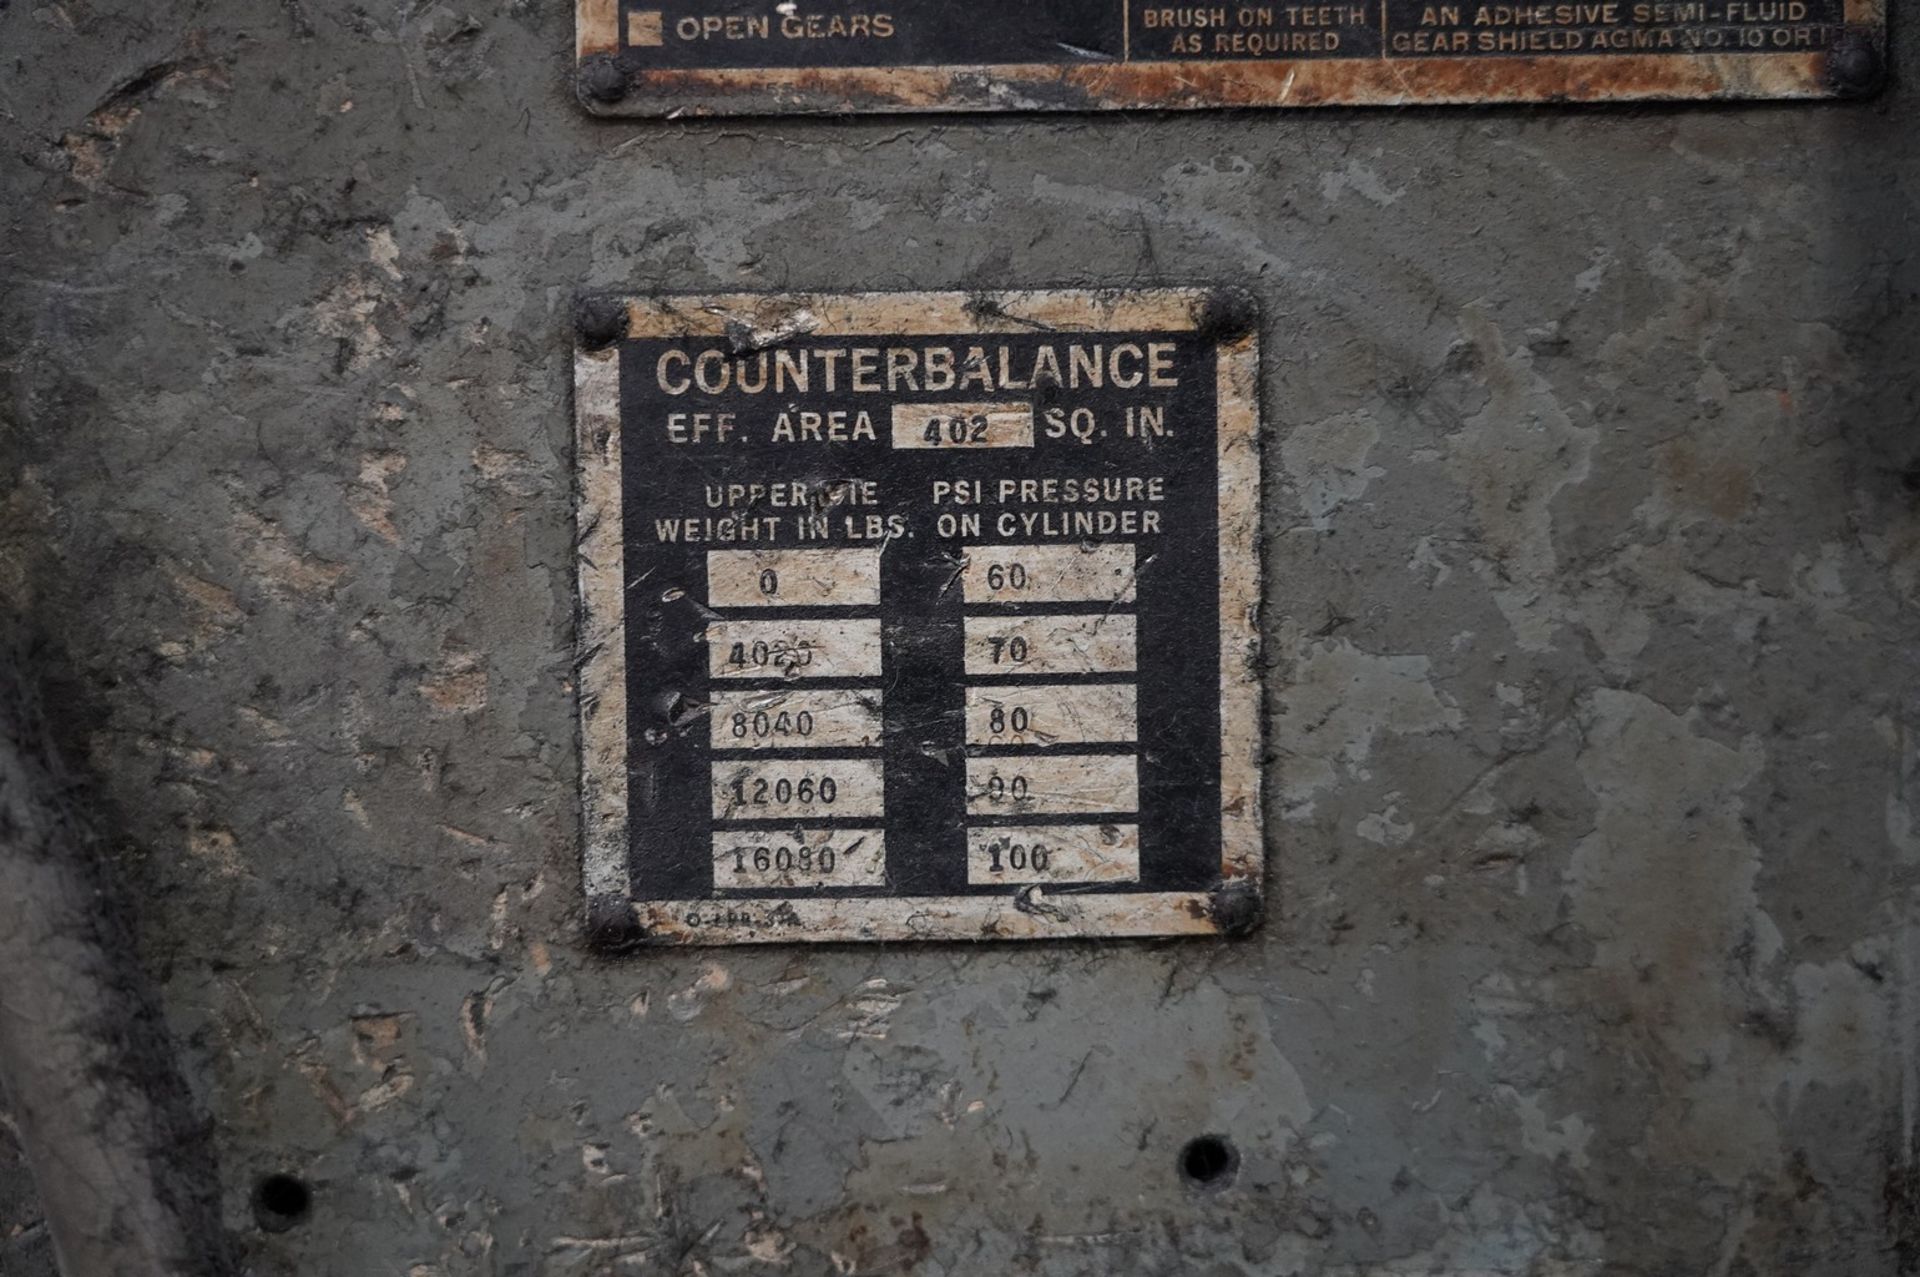 OPEN GEARS
BRUSH ON TEETH
AS REQUIRED
AN ADHESIVE SEMI-FLUID
GEAR SHIELD AGMA NO. 10 OR
COUNTERBALANCE
EFF. AREA 402 SQ. IN.
UPPER DIE PSI PRESSURE
WEIGHT IN LBS. ON CYLINDER
0 60
4020 70
8040 80
12060 90
16080 100